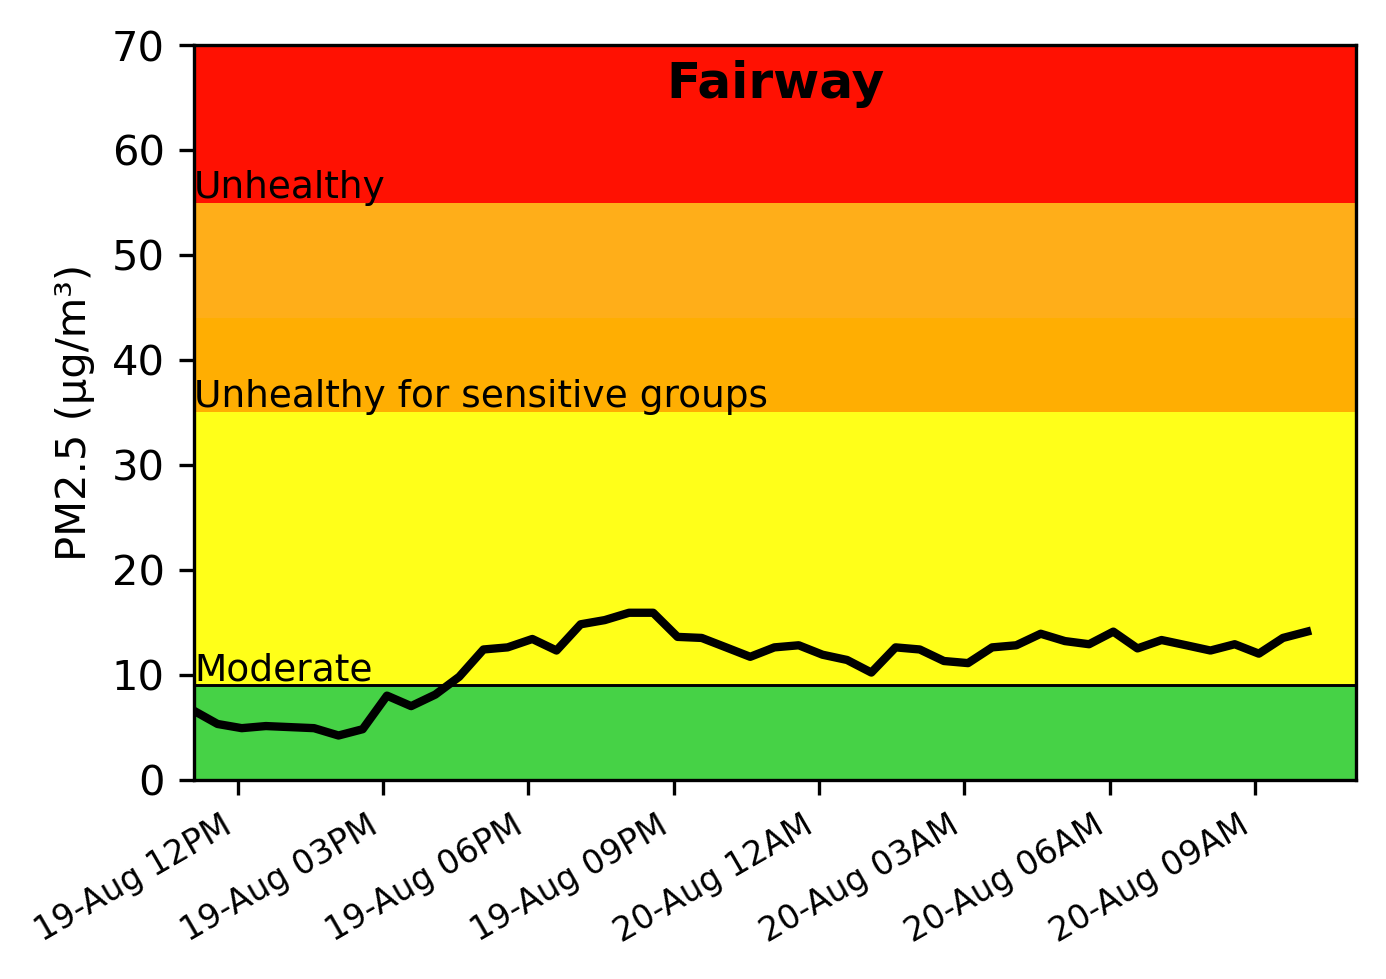 Fairway
70
60
50
40
30
20
10
0
PM2.5 (µg/m³)
Unhealthy
Unhealthy for sensitive groups
Moderate
19-Aug 12PM
19-Aug 03PM
19-Aug 06PM
19-Aug 09PM
20-Aug 12AM
20-Aug 03AM
20-Aug 06AM
20-Aug 09AM